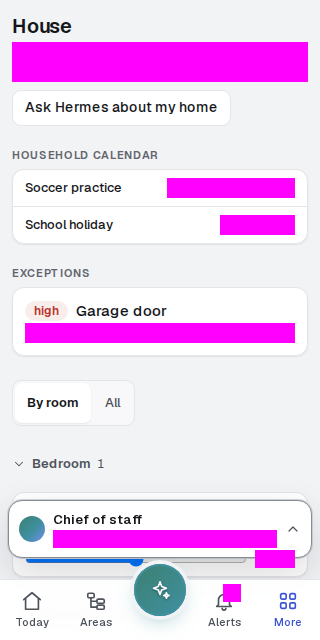 House
Ask Hermes about my home
HOUSEHOLD CALENDAR
Soccer practice
School holiday
EXCEPTIONS
high Garage door
By room All
Bedroom 1
Chief of staff
Today Areas Alerts More